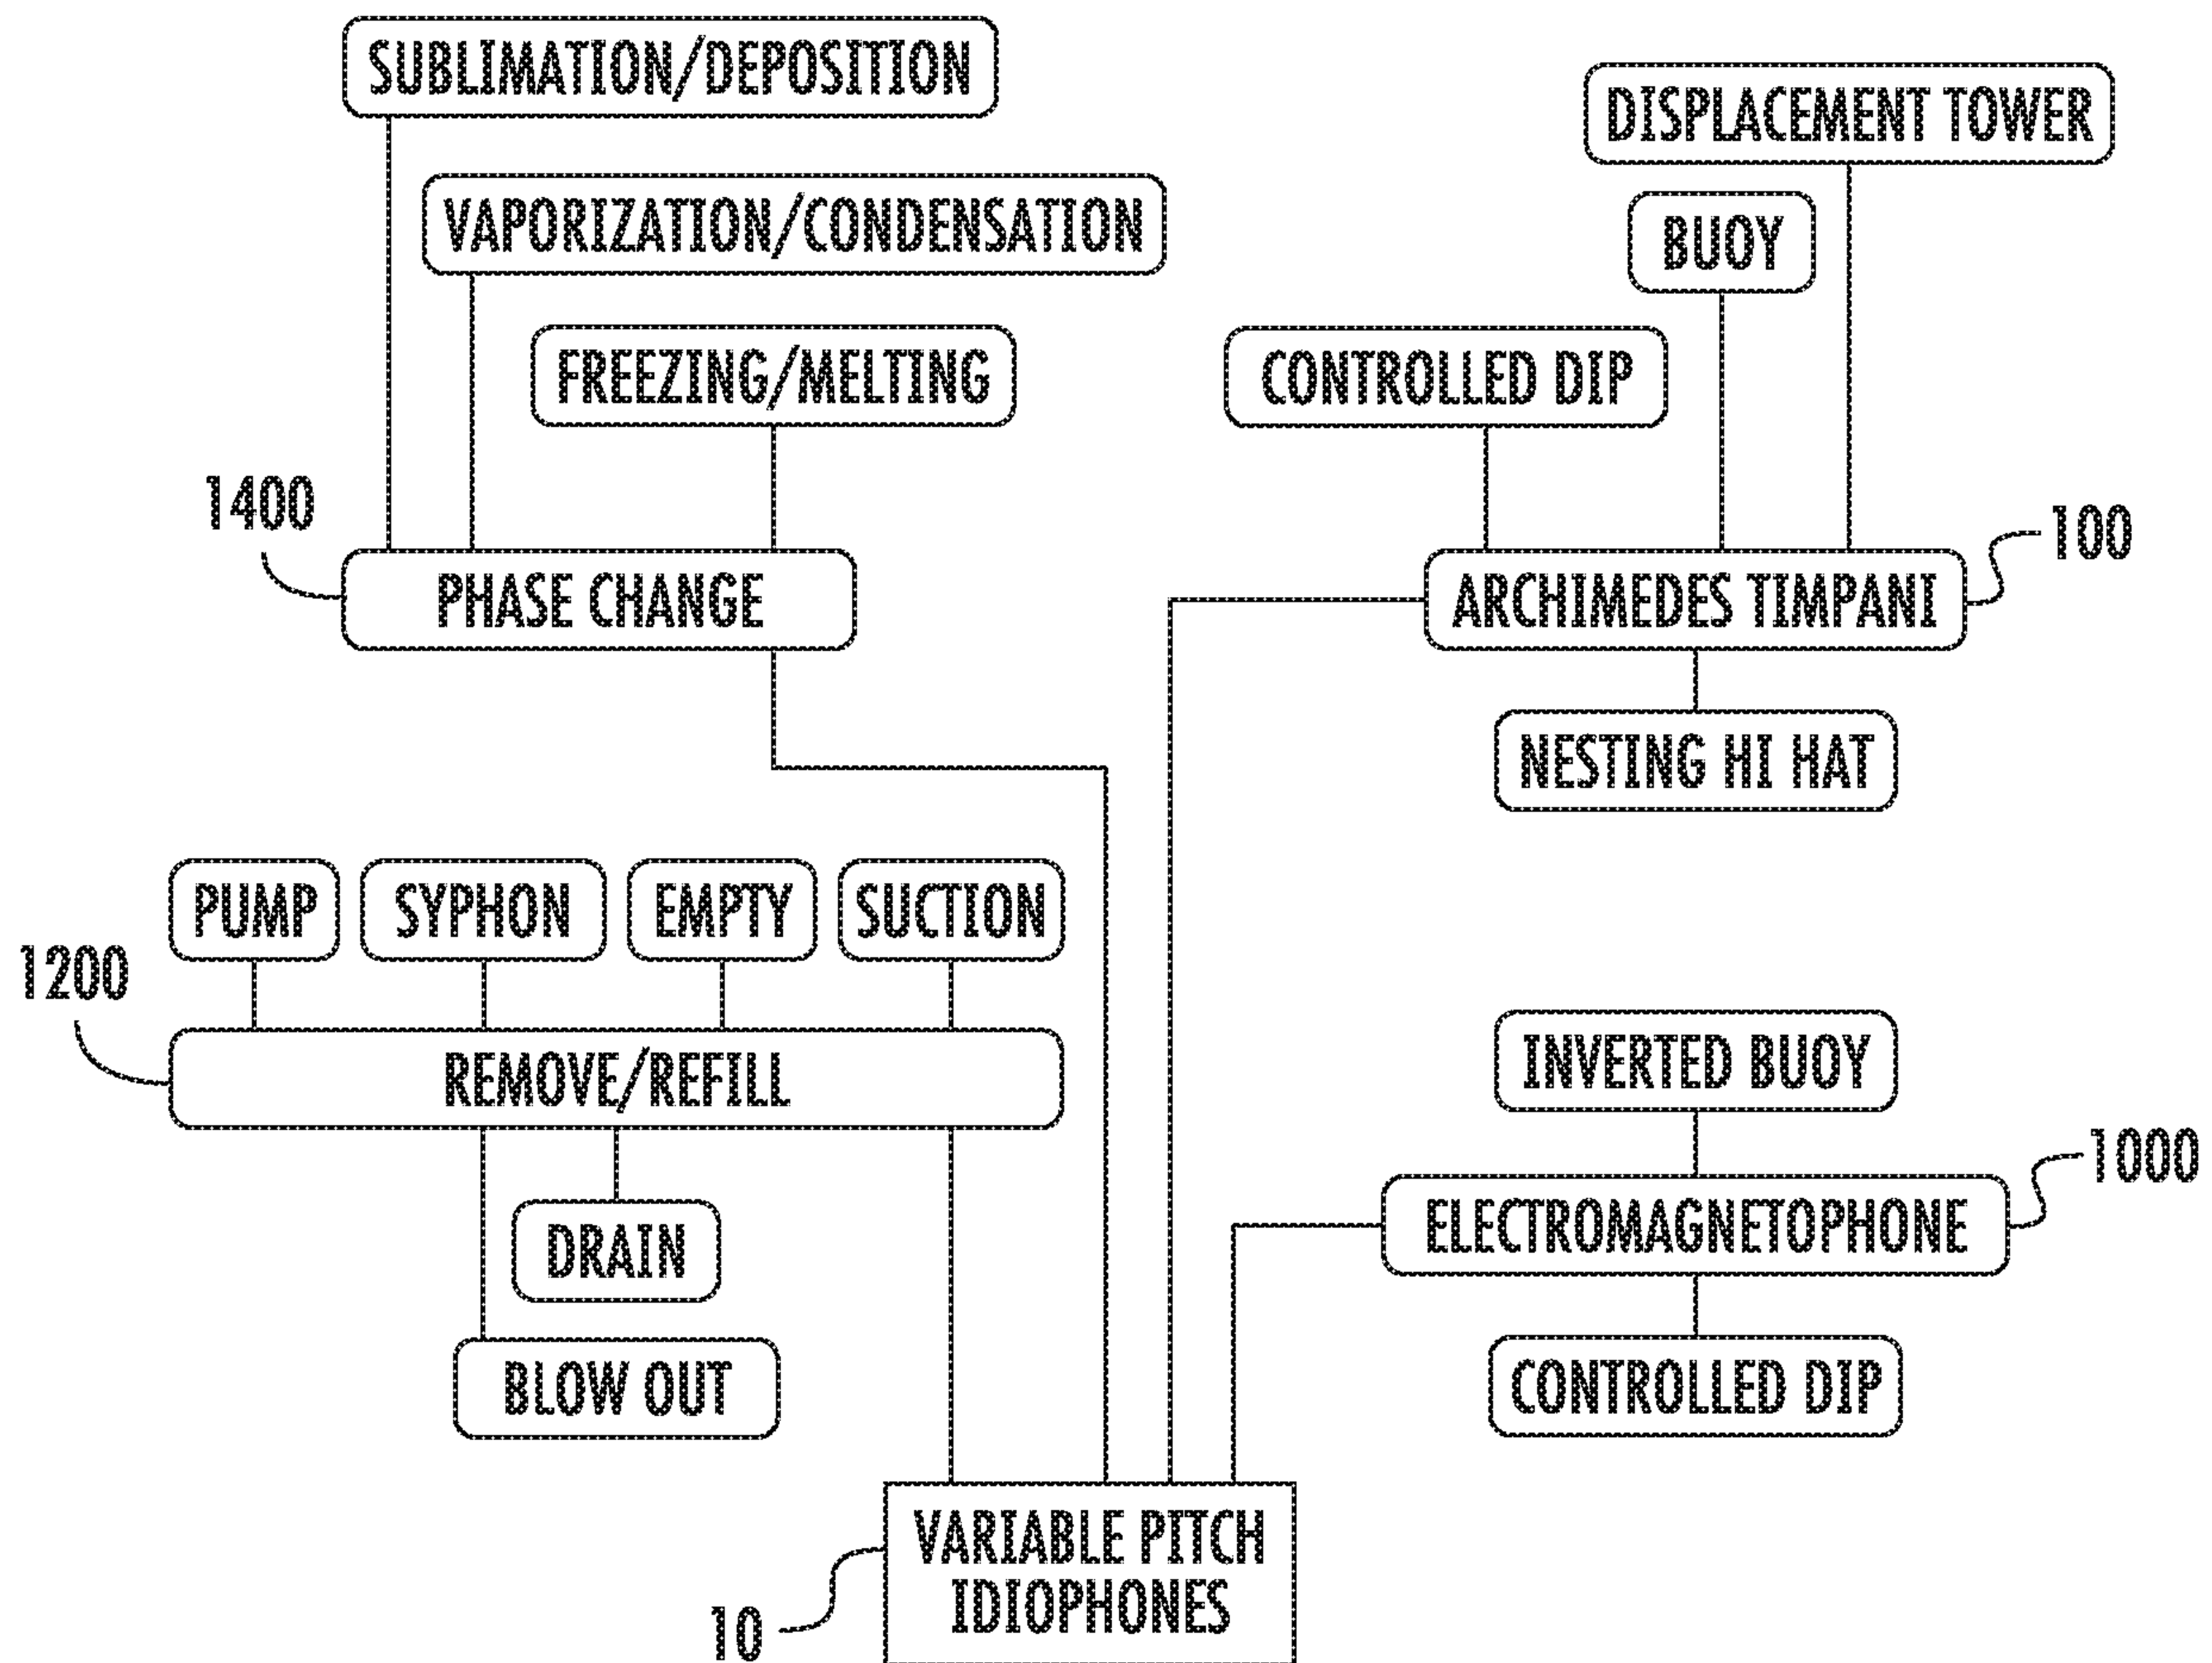 SUBLIMATION/DEPOSITION
DISPLACEMENT TOWER
VAPORIZATION/CONDENSATION
BUOY
FREEZING/MELTING
CONTROLLED DIP
1400
100
PHASE CHANGE
ARCHIMEDES TIMPANI
NESTING HI HAT
PUMP
SYPHON
EMPTY
SUCTION
1200
REMOVE/REFILL
INVERTED BUOY
1000
ELECTROMAGNETOPHONE
DRAIN
BLOW OUT
CONTROLLED DIP
VARIABLE PITCH
IDIOPHONES
10